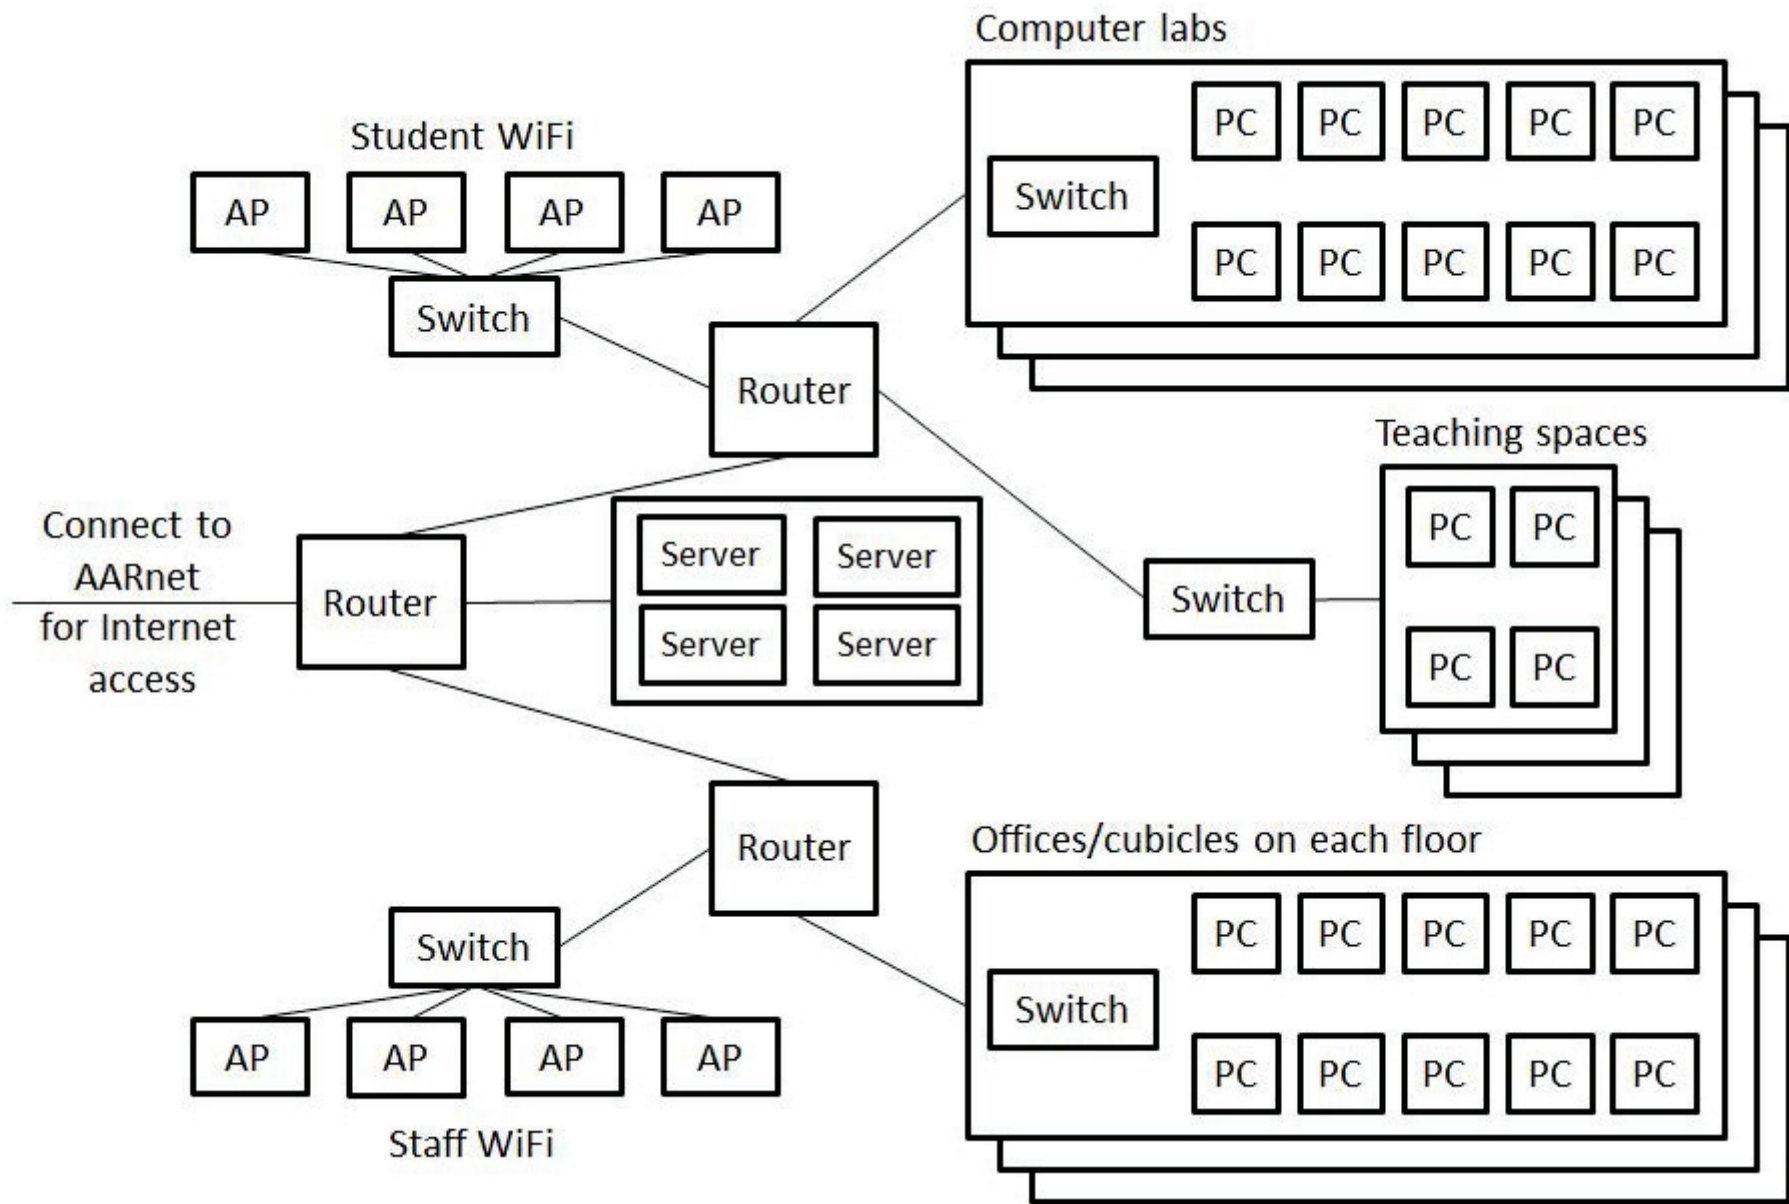 Computer labs
PC PC PC PC PC
Switch
PC PC PC PC PC
Student WiFi
AP AP AP AP
Switch
Router
Teaching spaces
PC PC
PC PC
Switch
Connect to
AARnet
for Internet
access
Router
Server Server
Server Server
Router
Offices/cubicles on each floor
PC PC PC PC PC
Switch
PC PC PC PC PC
Switch
AP AP AP AP
Staff WiFi